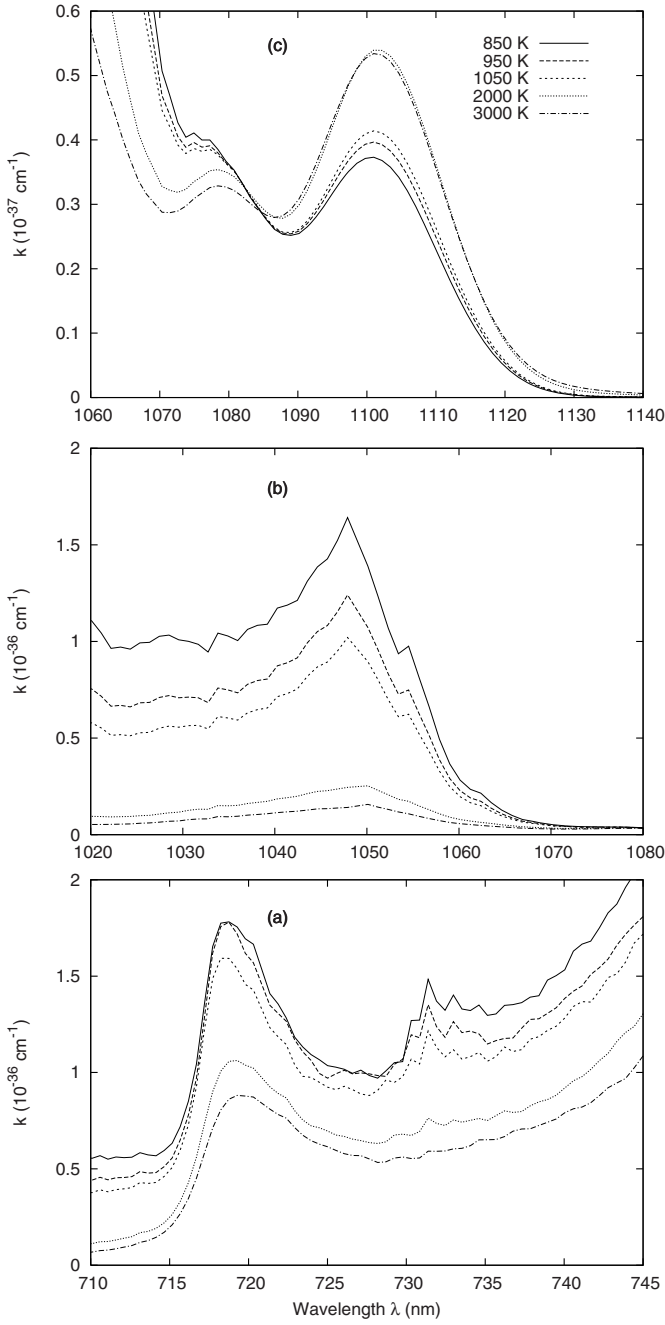 0.6
0.5
0.4
0.3
0.2
0.1
0
k (10⁻³⁷ cm⁻¹)
(c)
850 K
950 K
1050 K
2000 K
3000 K
1060 1070 1080 1090 1100 1110 1120 1130 1140
2
1.5
1
0.5
0
k (10⁻³⁶ cm⁻¹)
(b)
1020 1030 1040 1050 1060 1070 1080
2
1.5
1
0.5
0
k (10⁻³⁶ cm⁻¹)
(a)
710 715 720 725 730 735 740 745
Wavelength λ (nm)